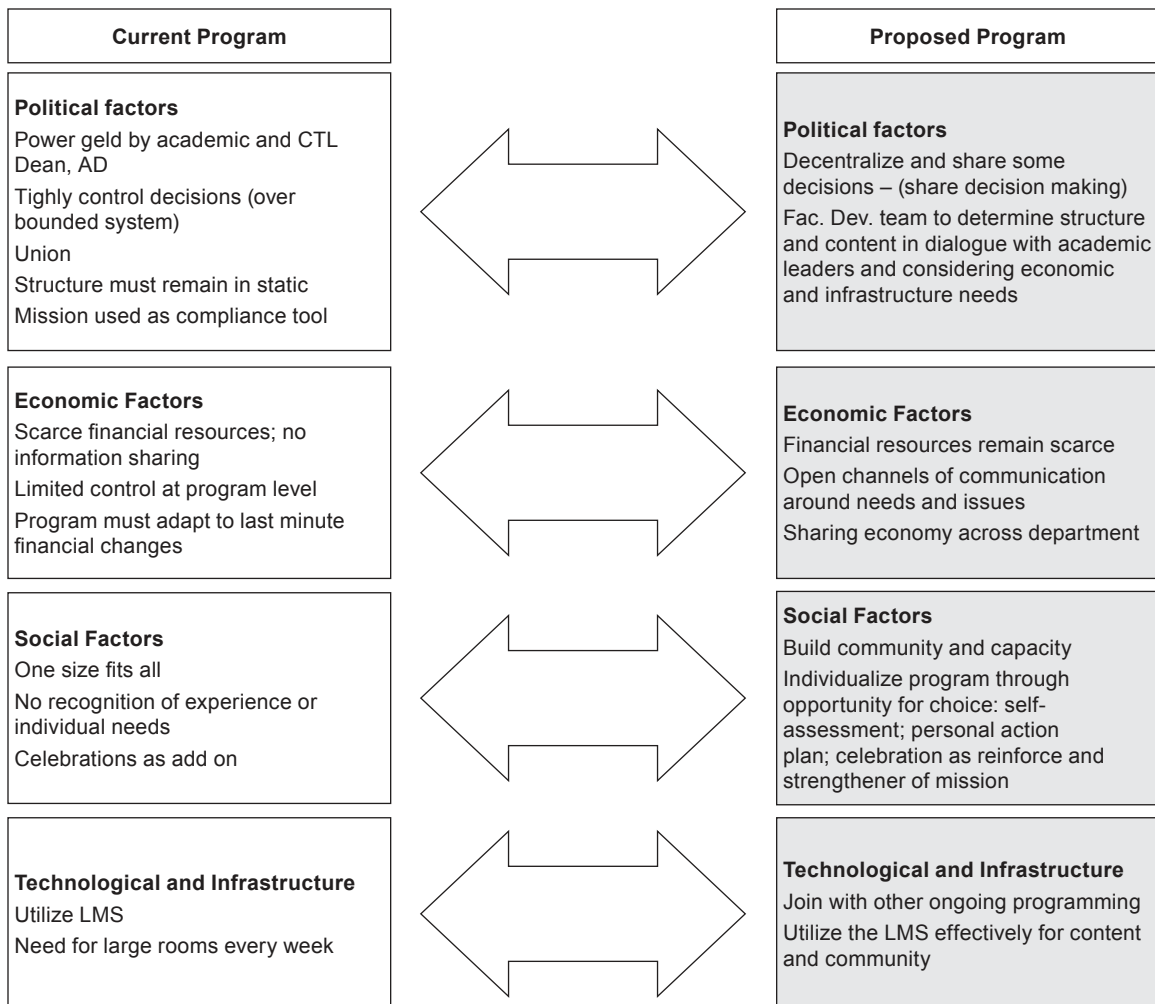 Current Program
Proposed Program
Political factors
Power geld by academic and CTL
Dean, AD
Tighly control decisions (over
bounded system)
Union
Structure must remain in static
Mission used as compliance tool
Political factors
Decentralize and share some
decisions – (share decision making)
Fac. Dev. team to determine structure
and content in dialogue with academic
leaders and considering economic
and infrastructure needs
Economic Factors
Scarce financial resources; no
information sharing
Limited control at program level
Program must adapt to last minute
financial changes
Economic Factors
Financial resources remain scarce
Open channels of communication
around needs and issues
Sharing economy across department
Social Factors
One size fits all
No recognition of experience or
individual needs
Celebrations as add on
Social Factors
Build community and capacity
Individualize program through
opportunity for choice: self-
assessment; personal action
plan; celebration as reinforce and
strengthener of mission
Technological and Infrastructure
Utilize LMS
Need for large rooms every week
Technological and Infrastructure
Join with other ongoing programming
Utilize the LMS effectively for content
and community